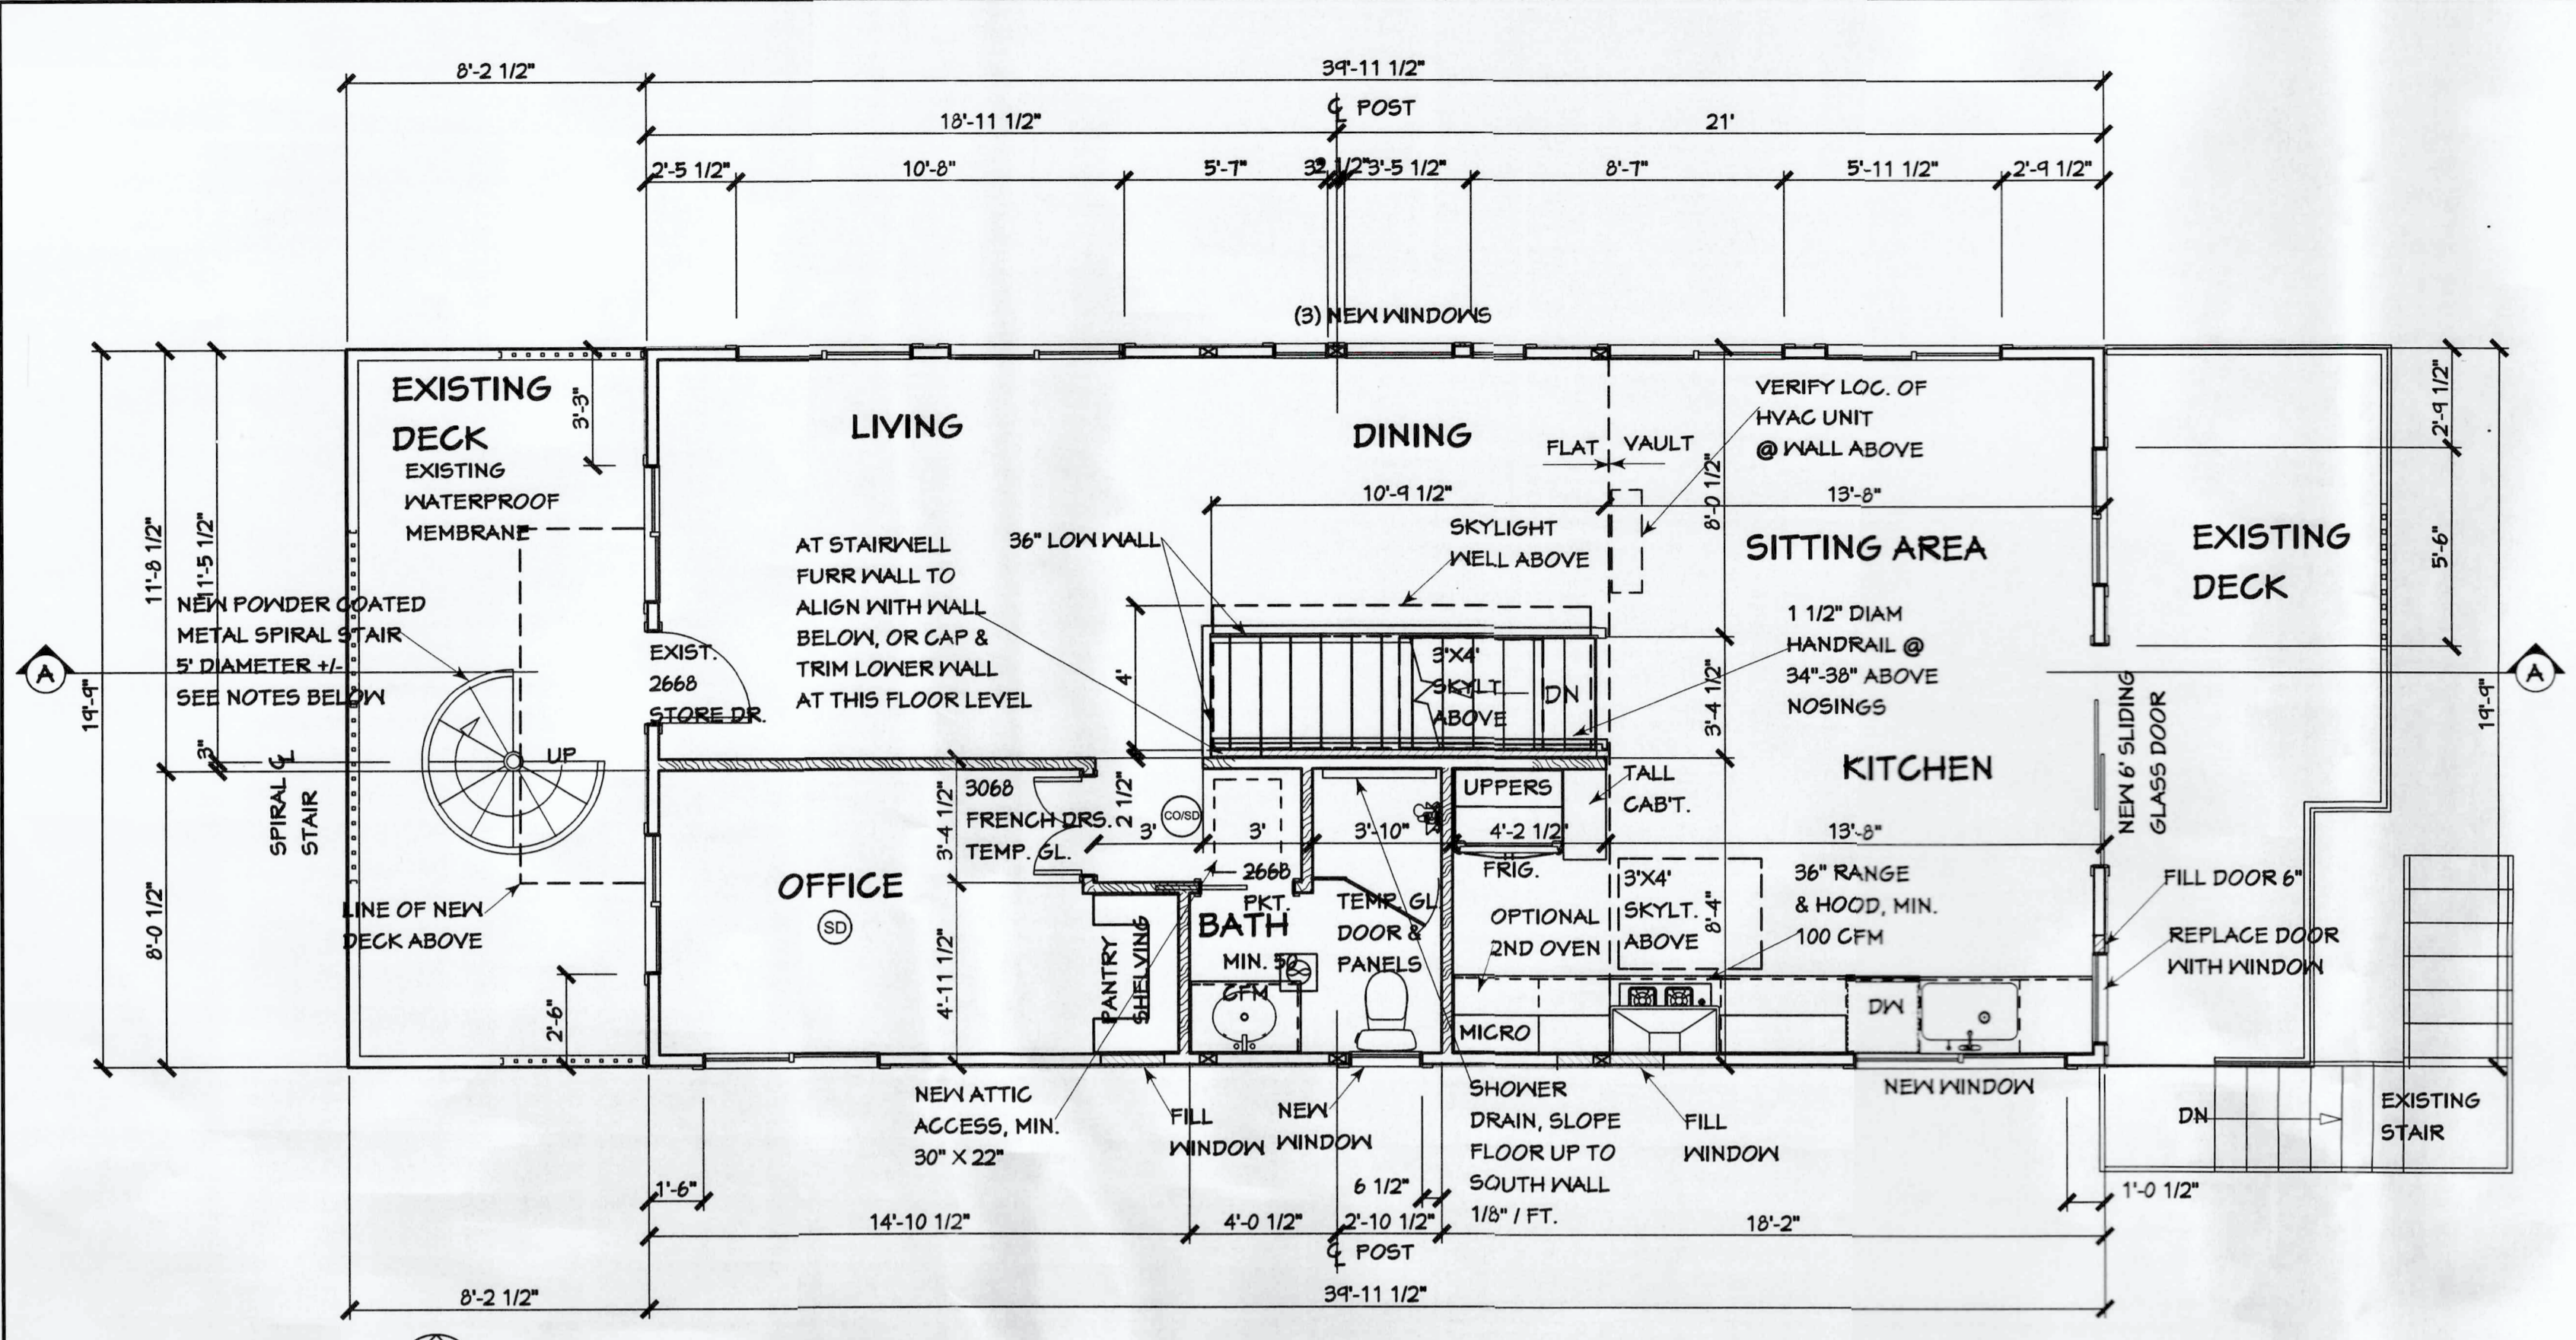 8'-2 1/2"
39'-11 1/2"
℄ POST
18'-11 1/2"
21'
2'-5 1/2"
10'-8"
5'-7"
3'-5 1/2"
8'-7"
5'-11 1/2"
2'-9 1/2"
(3) NEW WINDOWS
EXISTING
DECK
EXISTING
WATERPROOF
MEMBRANE
3'-3"
LIVING
DINING
FLAT
VAULT
VERIFY LOC. OF
HVAC UNIT
@ WALL ABOVE
2'-9 1/2"
10'-9 1/2"
8'-0 1/2"
13'-8"
11'-8 1/2"
11'-5 1/2"
AT STAIRWELL
FURR WALL TO
ALIGN WITH WALL
BELOW, OR CAP &
TRIM LOWER WALL
AT THIS FLOOR LEVEL
36" LOW WALL
SKYLIGHT
WELL ABOVE
SITTING AREA
EXISTING
DECK
5'-6"
NEW POWDER COATED
METAL SPIRAL STAIR
5' DIAMETER +/-
SEE NOTES BELOW
1 1/2" DIAM
HANDRAIL @
34"-38" ABOVE
NOSINGS
A
19'-9"
EXIST.
2668
STORE DR.
4'
3'X4'
SKYLT
ABOVE
DN
3'-4 1/2"
NEW 6' SLIDING
GLASS DOOR
19'-9"
A
3"
SPIRAL ℄
STAIR
UP
KITCHEN
3'-4 1/2"
3068
FRENCH DRS.
TEMP. GL.
2 1/2"
CO/SD
3'
3'
3'-10"
UPPERS
4'-2 1/2"
TALL
CAB'T.
13'-8"
FRIG.
OFFICE
SD
2668
PKT.
BATH
MIN. 50
CFM
TEMP. GL.
DOOR &
PANELS
OPTIONAL
2ND OVEN
3'X4'
SKYLT.
ABOVE
8'-4"
36" RANGE
& HOOD, MIN.
100 CFM
FILL DOOR 6"
REPLACE DOOR
WITH WINDOW
LINE OF NEW
DECK ABOVE
8'-0 1/2"
2'-6"
4'-11 1/2"
PANTRY
SHELVING
MICRO
DW
NEW ATTIC
ACCESS, MIN.
30" X 22"
FILL
WINDOW
NEW
WINDOW
SHOWER
DRAIN, SLOPE
FLOOR UP TO
SOUTH WALL
1/8" / FT.
FILL
WINDOW
NEW WINDOW
DN
EXISTING
STAIR
1'-6"
6 1/2"
1'-0 1/2"
14'-10 1/2"
4'-0 1/2"
2'-10 1/2"
18'-2"
℄ POST
8'-2 1/2"
39'-11 1/2"